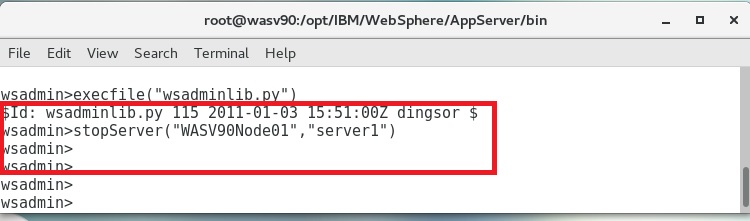 root@wasv90:/opt/IBM/WebSphere/AppServer/bin
File Edit View Search Terminal Help
wsadmin>execfile("wsadminlib.py")
$Id: wsadminlib.py 115 2011-01-03 15:51:00Z dingsor $
wsadmin>stopServer("WASV90Node01","server1")
wsadmin>
wsadmin>
wsadmin>
wsadmin>